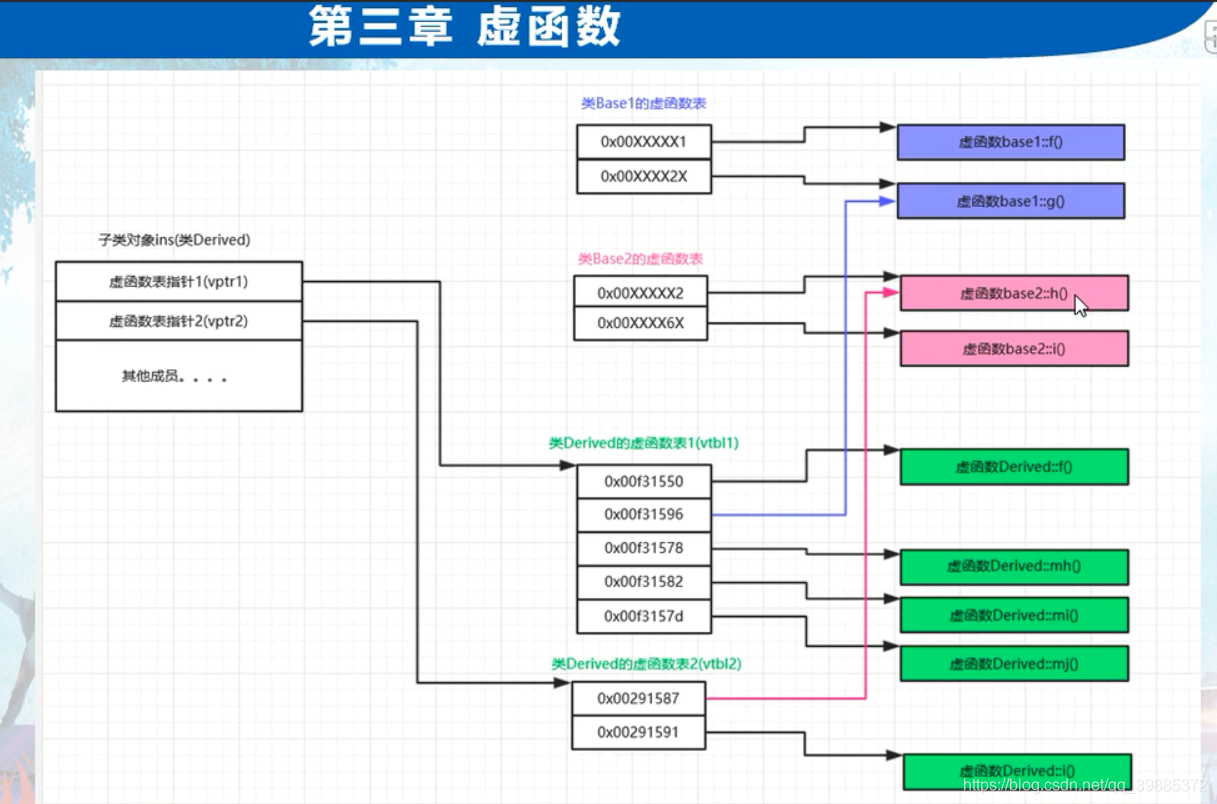 第三章 虚函数
类Base1的虚函数表
0x00XXXXX1
虚函数base1::f()
0x00XXXX2X
虚函数base1::g()
子类对象ins(类Derived)
虚函数表指针1(vptr1)
虚函数表指针2(vptr2)
其他成员。。。。
类Base2的虚函数表
0x00XXXXX2
虚函数base2::h()
0x00XXXX6X
虚函数base2::i()
类Derived的虚函数表1(vtbl1)
0x00f31550
虚函数Derived::f()
0x00f31596
0x00f31578
虚函数Derived::mh()
0x00f31582
虚函数Derived::mi()
0x00f3157d
虚函数Derived::mj()
类Derived的虚函数表2(vtbl2)
0x00291587
0x00291591
虚函数Derived::i()
https://blog.csdn.net/qq_39885372